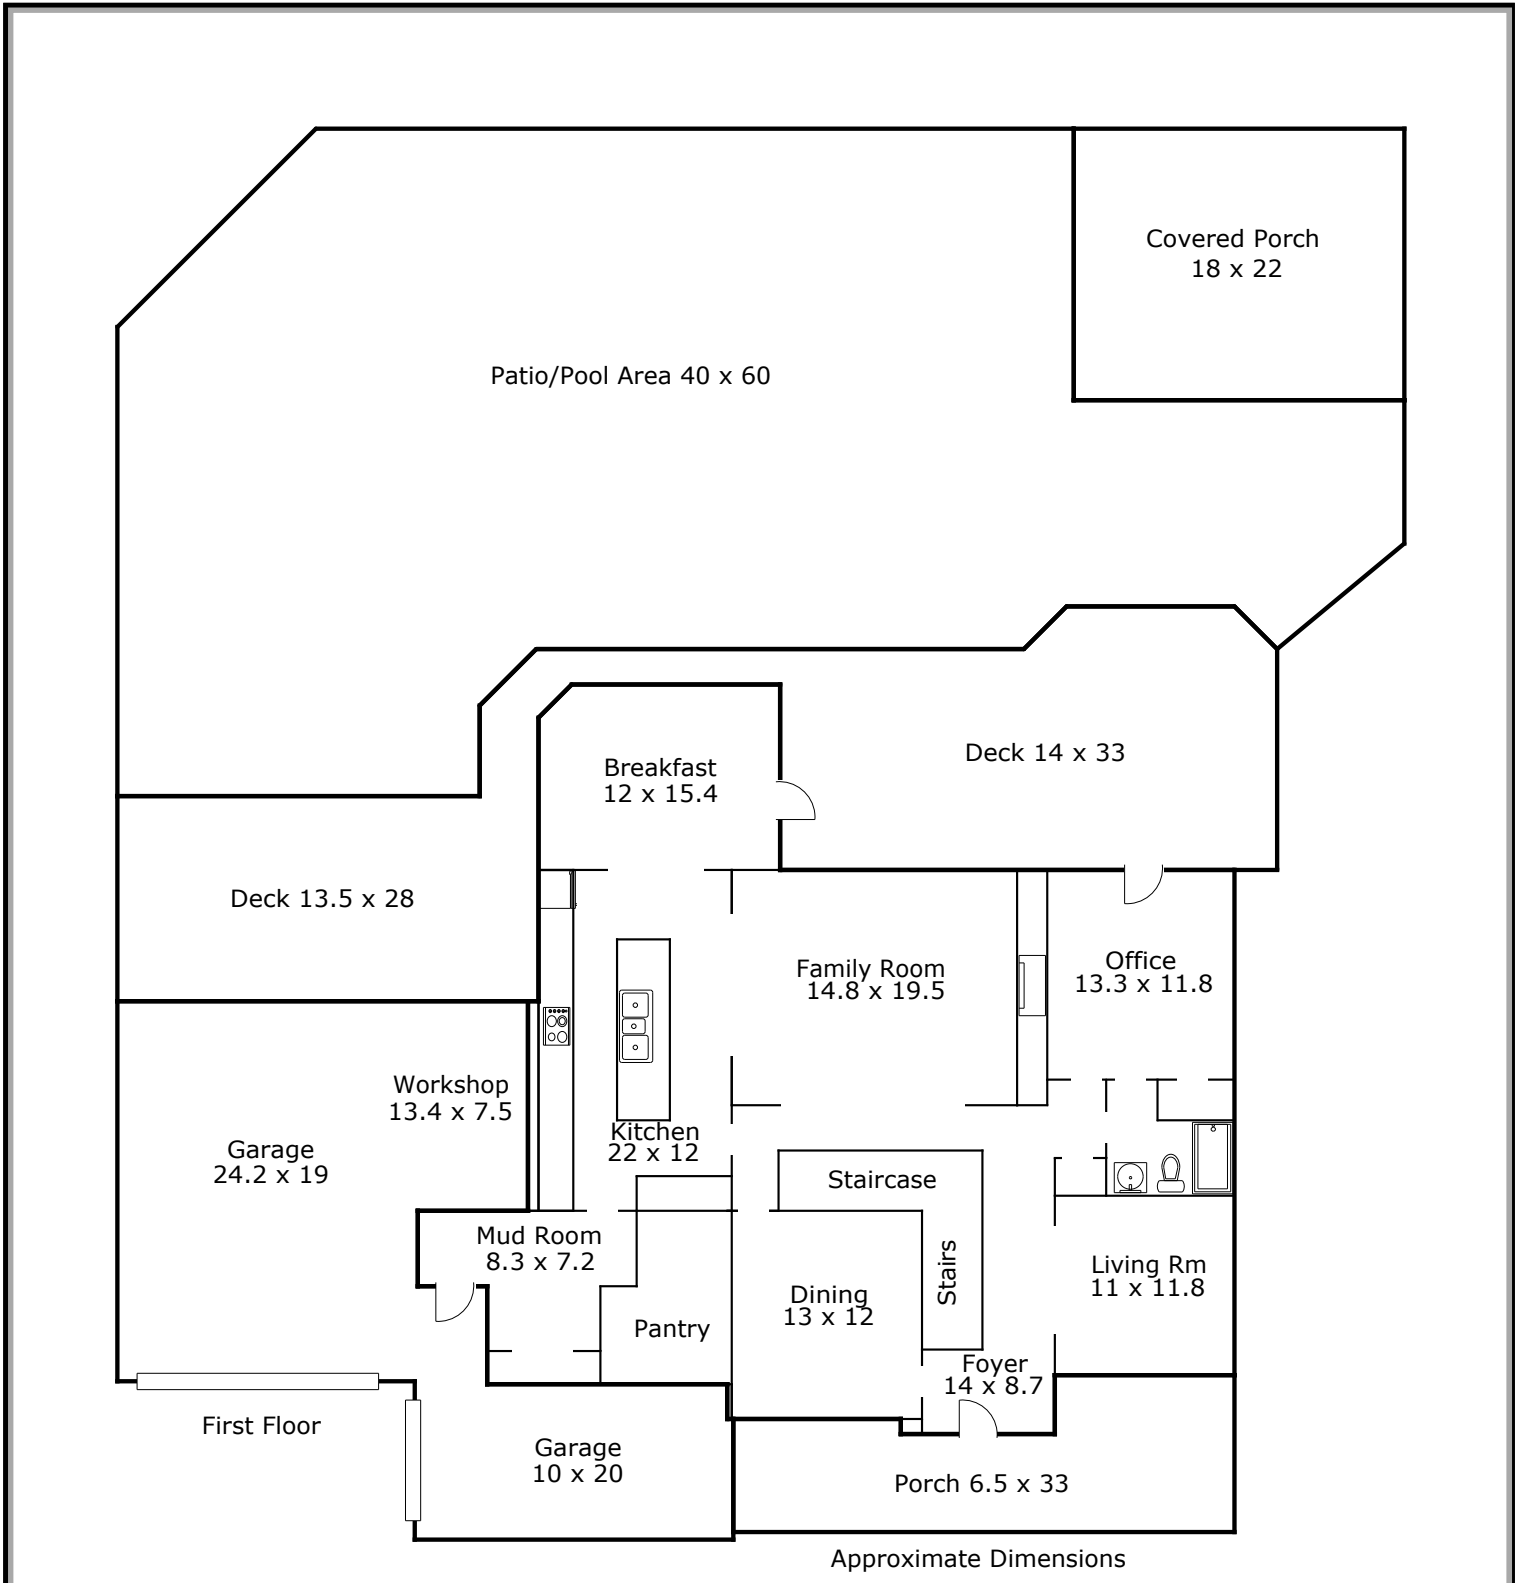 Covered Porch
18 x 22
Patio/Pool Area 40 x 60
Deck 14 x 33
Breakfast
12 x 15.4
Deck 13.5 x 28
Family Room
14.8 x 19.5
Office
13.3 x 11.8
Workshop
13.4 x 7.5
Kitchen
22 x 12
Garage
24.2 x 19
Staircase
Mud Room
8.3 x 7.2
Stairs
Living Rm
11 x 11.8
Dining
13 x 12
Pantry
Foyer
14 x 8.7
First Floor
Garage
10 x 20
Porch 6.5 x 33
Approximate Dimensions